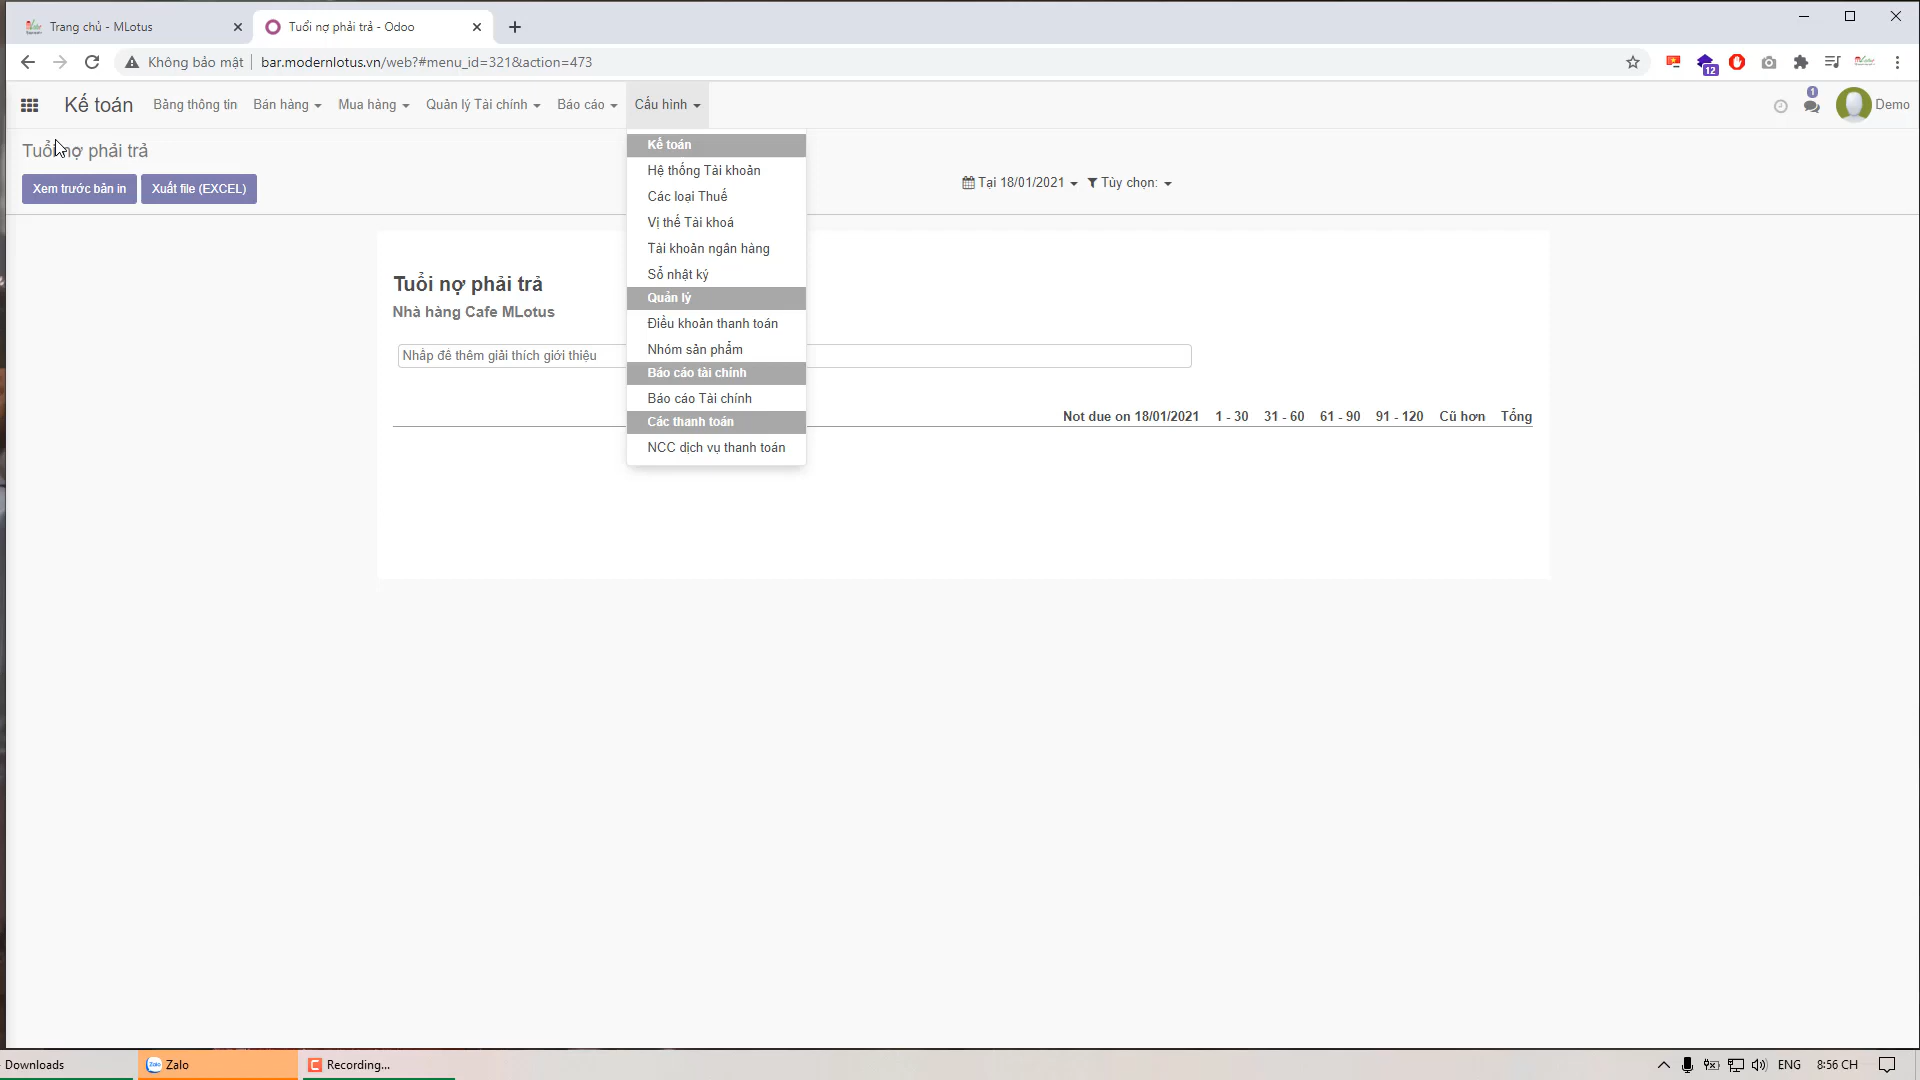 Trang chủ - MLotus
Tuổi nợ phải trả - Odoo
Không bảo mật
bar.modernlotus.vn/web?#menu_id=321&action=473
12
Kế toán
Bảng thông tin
Bán hàng
Mua hàng
Quản lý Tài chính
Báo cáo
Cấu hình
1
Demo
Tuổi nợ phải trả
Xem trước bản in
Xuất file (EXCEL)
Tại 18/01/2021
Tùy chọn:
Kế toán
Hệ thống Tài khoản
Các loại Thuế
Vị thế Tài khoá
Tài khoản ngân hàng
Sổ nhật ký
Quản lý
Điều khoản thanh toán
Nhóm sản phẩm
Báo cáo tài chính
Báo cáo Tài chính
Các thanh toán
NCC dịch vụ thanh toán
Tuổi nợ phải trả
Nhà hàng Cafe MLotus
Nhấp để thêm giải thích giới thiệu
Not due on 18/01/2021 1 - 30 31 - 60 61 - 90 91 - 120 Cũ hơn Tổng
Downloads
Zalo
Recording...
ENG
8:56 CH